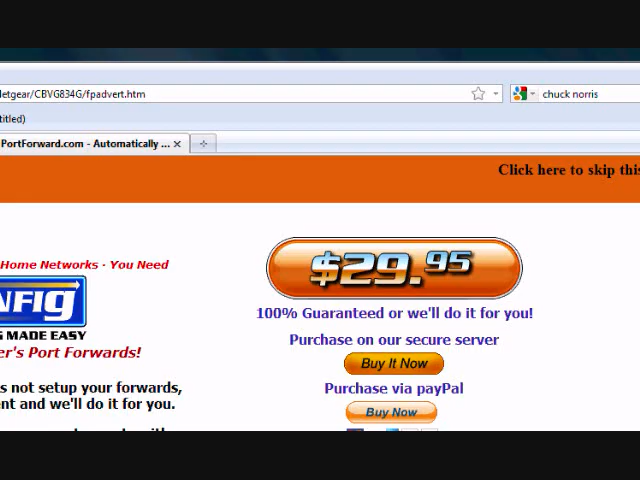 letgear/CBVG834G/fpadvert.htm
chuck norris
titled)
PortForward.com - Automatically ...
Click here to skip this
Home Networks - You Need
$29.95
NFIG
100% Guaranteed or we'll do it for you!
G MADE EASY
Purchase on our secure server
er's Port Forwards!
Buy It Now
s not setup your forwards,
Purchase via payPal
nt and we'll do it for you.
Buy Now